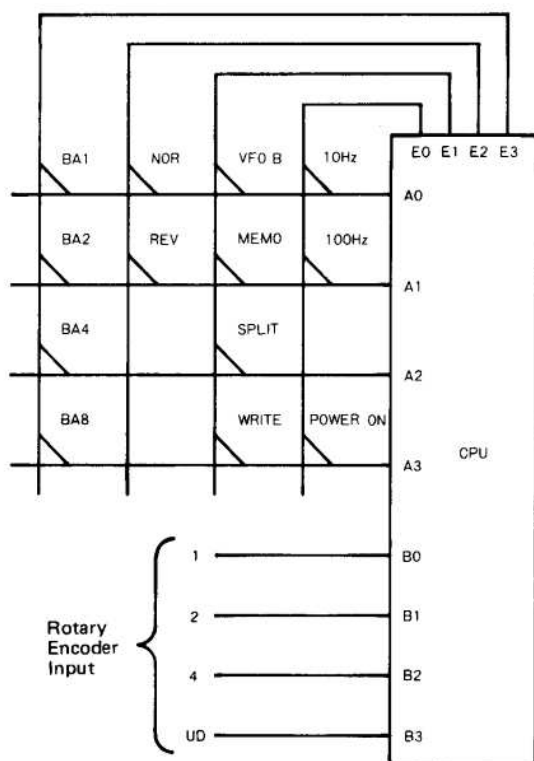 E0 E1 E2 E3
BA1 NOR VFO B 10Hz
A0
BA2 REV MEMO 100Hz
A1
BA4 SPLIT
A2
BA8 WRITE POWER ON
CPU
A3
1 B0
2 B1
Rotary
Encoder
Input
4 B2
UD B3